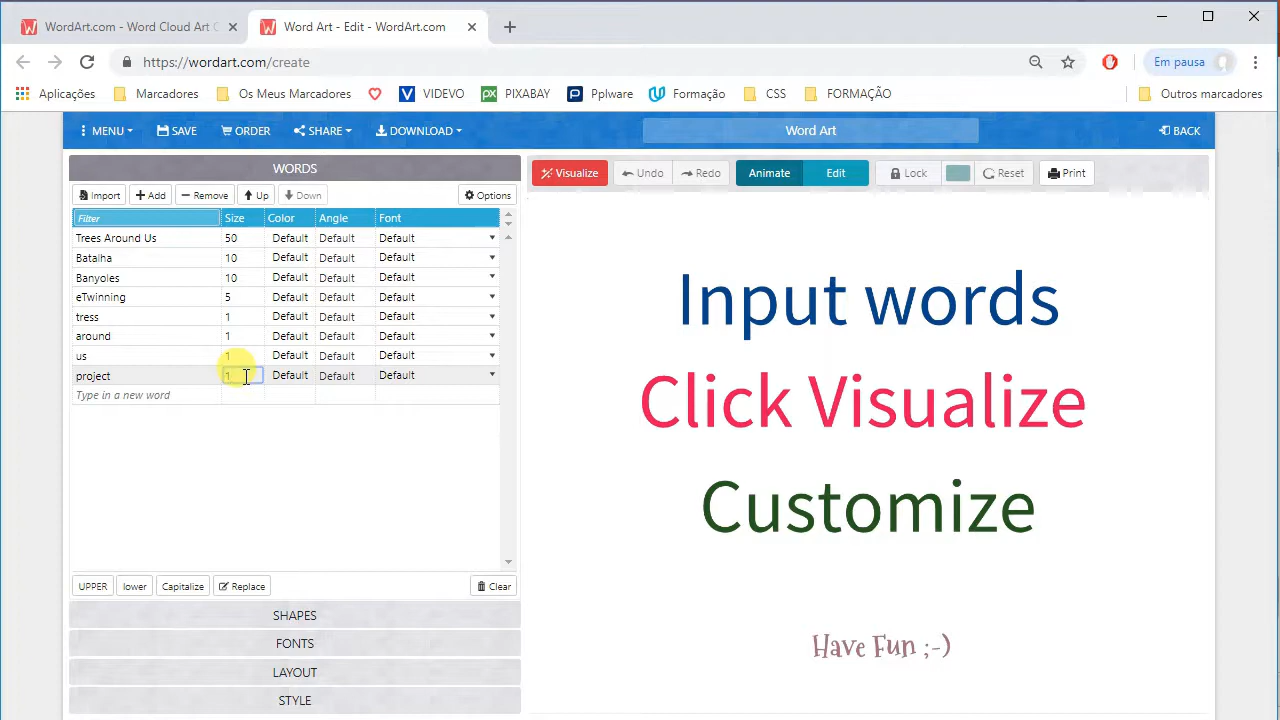 WordArt.com - Word Cloud Art C
Word Art - Edit - WordArt.com
https://wordart.com/create
Em pausa
Aplicações
Marcadores
Os Meus Marcadores
VIDEVO
px
PIXABAY
Pplware
Formação
CSS
FORMAÇÃO
Outros marcadores
MENU
SAVE
ORDER
SHARE
DOWNLOAD
Word Art
BACK
WORDS
Visualize
Undo
Redo
Animate
Edit
Lock
Reset
Print
Import
Add
Remove
Up
Down
Options
Filter Size Color Angle Font
Trees Around Us 50 Default Default Default
Batalha 10 Default Default Default
Banyoles 10 Default Default Default
eTwinning 5 Default Default Default
tress 1 Default Default Default
around 1 Default Default Default
us 1 Default Default Default
project 1 Default Default Default
Type in a new word
Input words
Click Visualize
Customize
Have Fun ;-)
UPPER
lower
Capitalize
Replace
Clear
SHAPES
FONTS
LAYOUT
STYLE